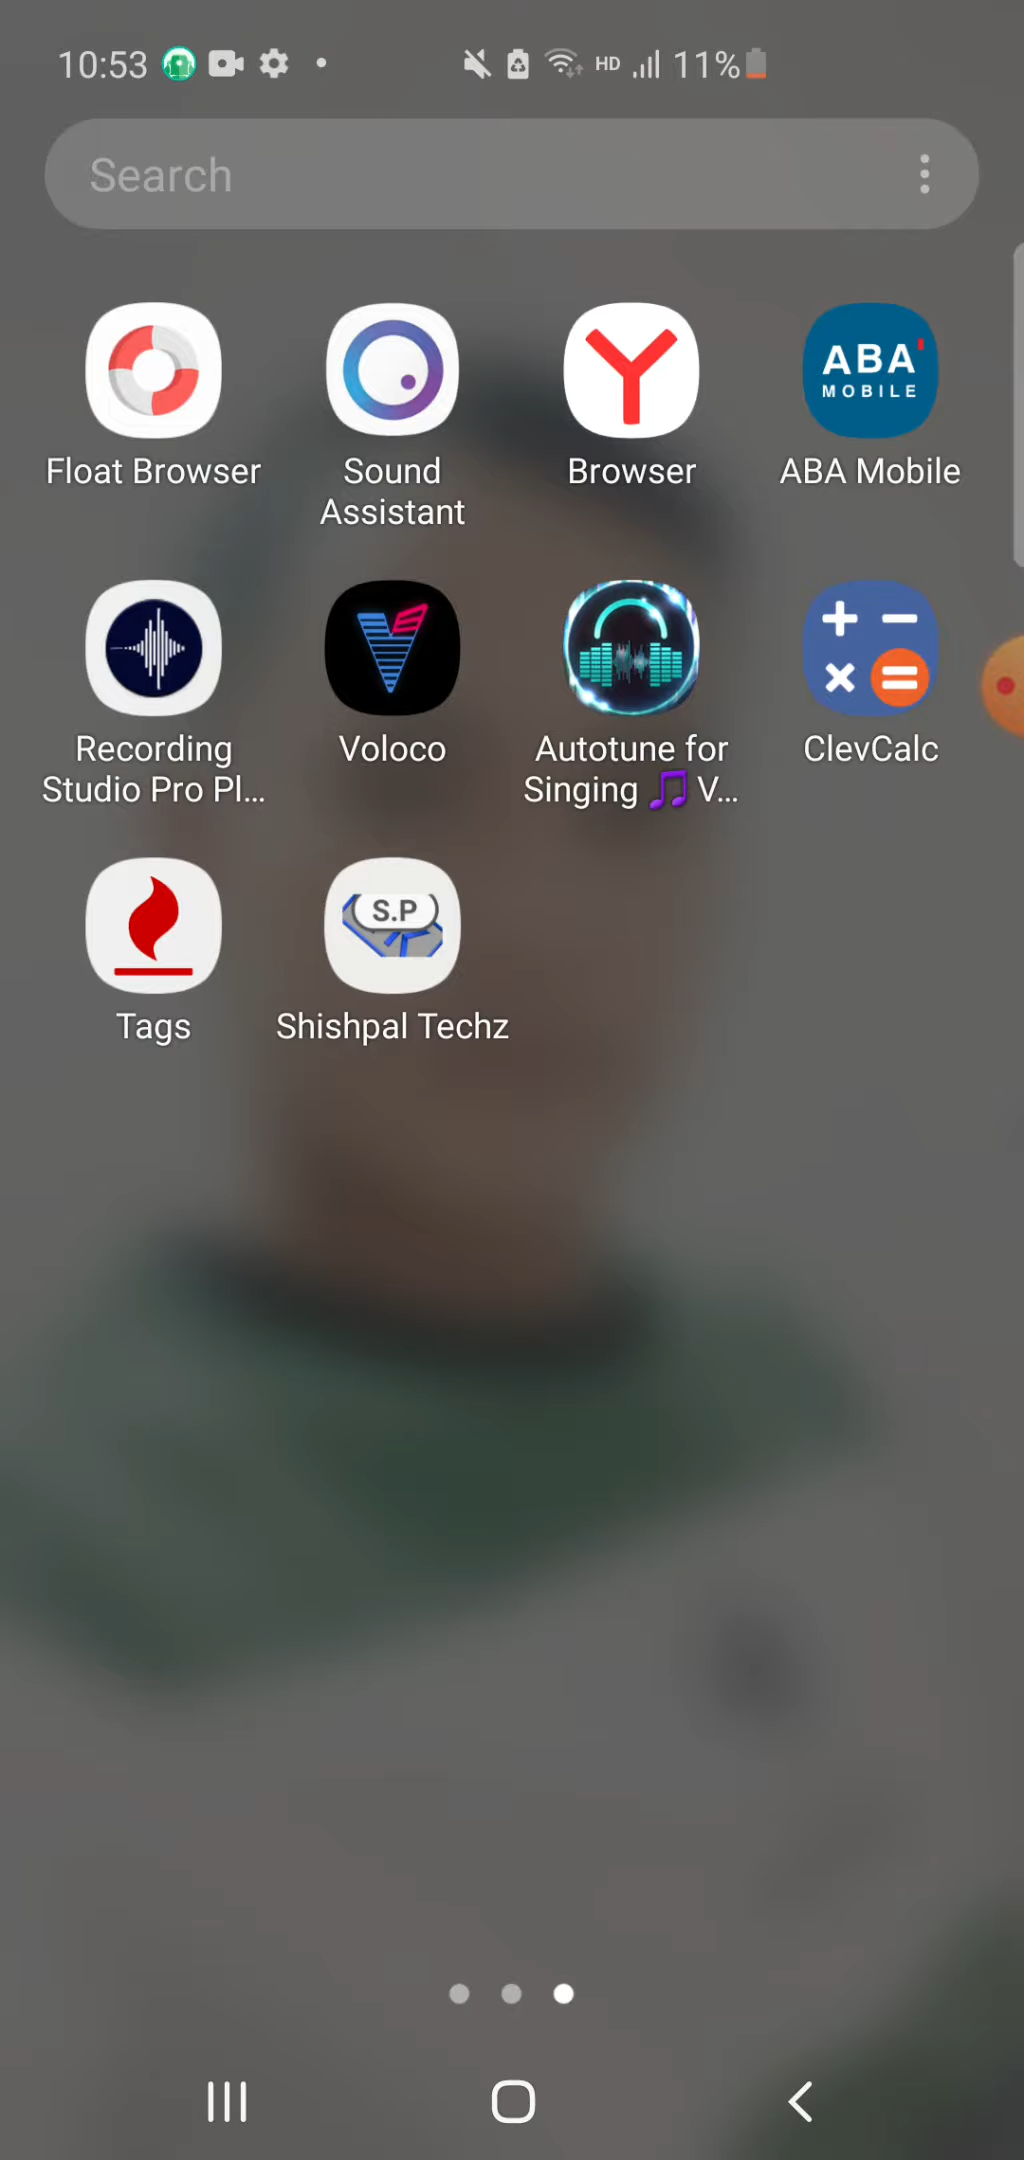 10:53 HD 11%
Search
ABA'
MOBILE
Float Browser Sound Browser ABA Mobile
Assistant
Recording Voloco Autotune for ClevCalc
Studio Pro Pl... Singing 🎵 V...
S.P
Tags Shishpal Techz